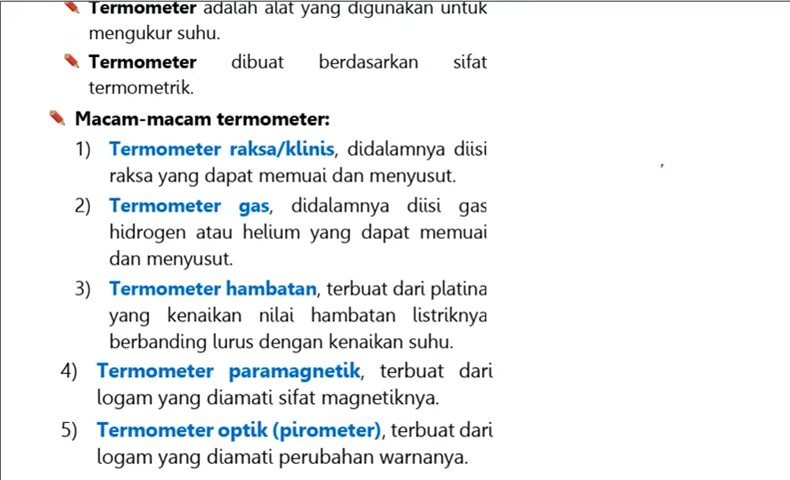 Termometer adalah alat yang digunakan untuk
mengukur suhu.
Termometer dibuat berdasarkan sifat
termometrik.
Macam-macam termometer:
1) Termometer raksa/klinis, didalamnya diisi
raksa yang dapat memuai dan menyusut.
2) Termometer gas, didalamnya diisi gas
hidrogen atau helium yang dapat memuai
dan menyusut.
3) Termometer hambatan, terbuat dari platina
yang kenaikan nilai hambatan listriknya
berbanding lurus dengan kenaikan suhu.
4) Termometer paramagnetik, terbuat dari
logam yang diamati sifat magnetiknya.
5) Termometer optik (pirometer), terbuat dari
logam yang diamati perubahan warnanya.